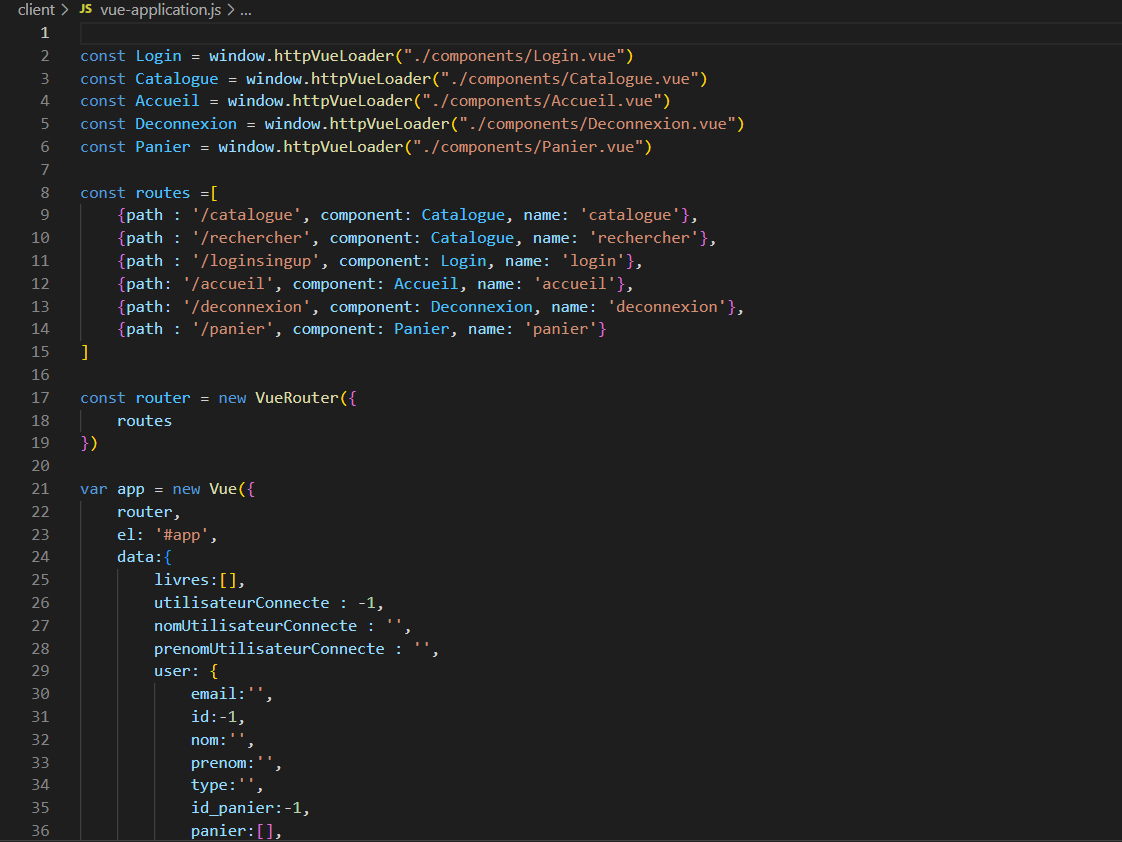 client > JS vue-application.js > ...
1
2 const Login = window.httpVueLoader("./components/Login.vue")
3 const Catalogue = window.httpVueLoader("./components/Catalogue.vue")
4 const Accueil = window.httpVueLoader("./components/Accueil.vue")
5 const Deconnexion = window.httpVueLoader("./components/Deconnexion.vue")
6 const Panier = window.httpVueLoader("./components/Panier.vue")
7
8 const routes =[
9     {path : '/catalogue', component: Catalogue, name: 'catalogue'},
10     {path : '/rechercher', component: Catalogue, name: 'rechercher'},
11     {path : '/loginsingup', component: Login, name: 'login'},
12     {path: '/accueil', component: Accueil, name: 'accueil'},
13     {path: '/deconnexion', component: Deconnexion, name: 'deconnexion'},
14     {path : '/panier', component: Panier, name: 'panier'}
15 ]
16
17 const router = new VueRouter({
18     routes
19 })
20
21 var app = new Vue({
22     router,
23     el: '#app',
24     data:{
25         livres:[],
26         utilisateurConnecte : -1,
27         nomUtilisateurConnecte : '',
28         prenomUtilisateurConnecte : '',
29         user: {
30             email:'',
31             id:-1,
32             nom:'',
33             prenom:'',
34             type:'',
35             id_panier:-1,
36             panier:[],